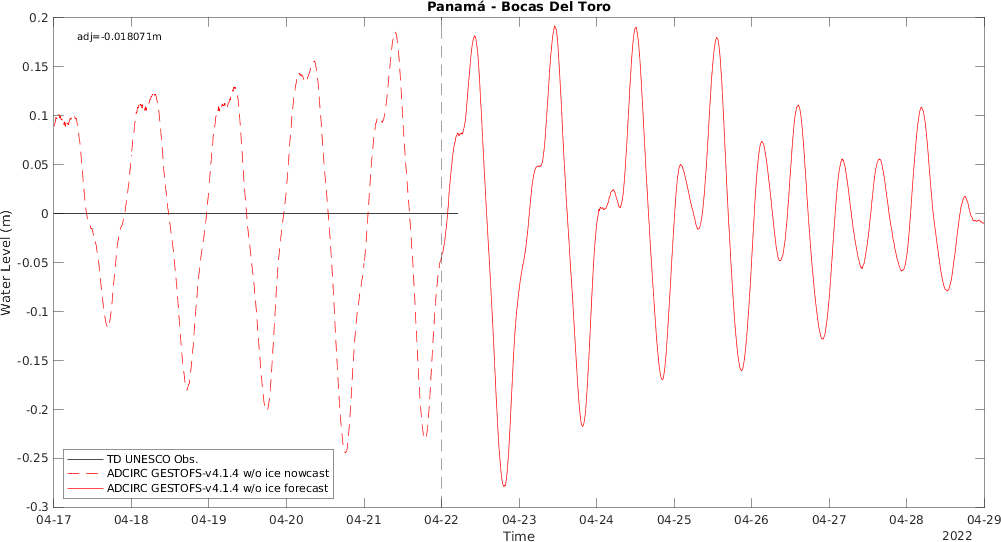 Panamá - Bocas Del Toro
adj=-0.018071m
0.2
0.15
0.1
0.05
0
-0.05
-0.1
-0.15
-0.2
-0.25
-0.3
Water Level (m)
TD UNESCO Obs.
ADCIRC GESTOFS-v4.1.4 w/o ice nowcast
ADCIRC GESTOFS-v4.1.4 w/o ice forecast
04-17 04-18 04-19 04-20 04-21 04-22 04-23 04-24 04-25 04-26 04-27 04-28 04-29
Time
2022